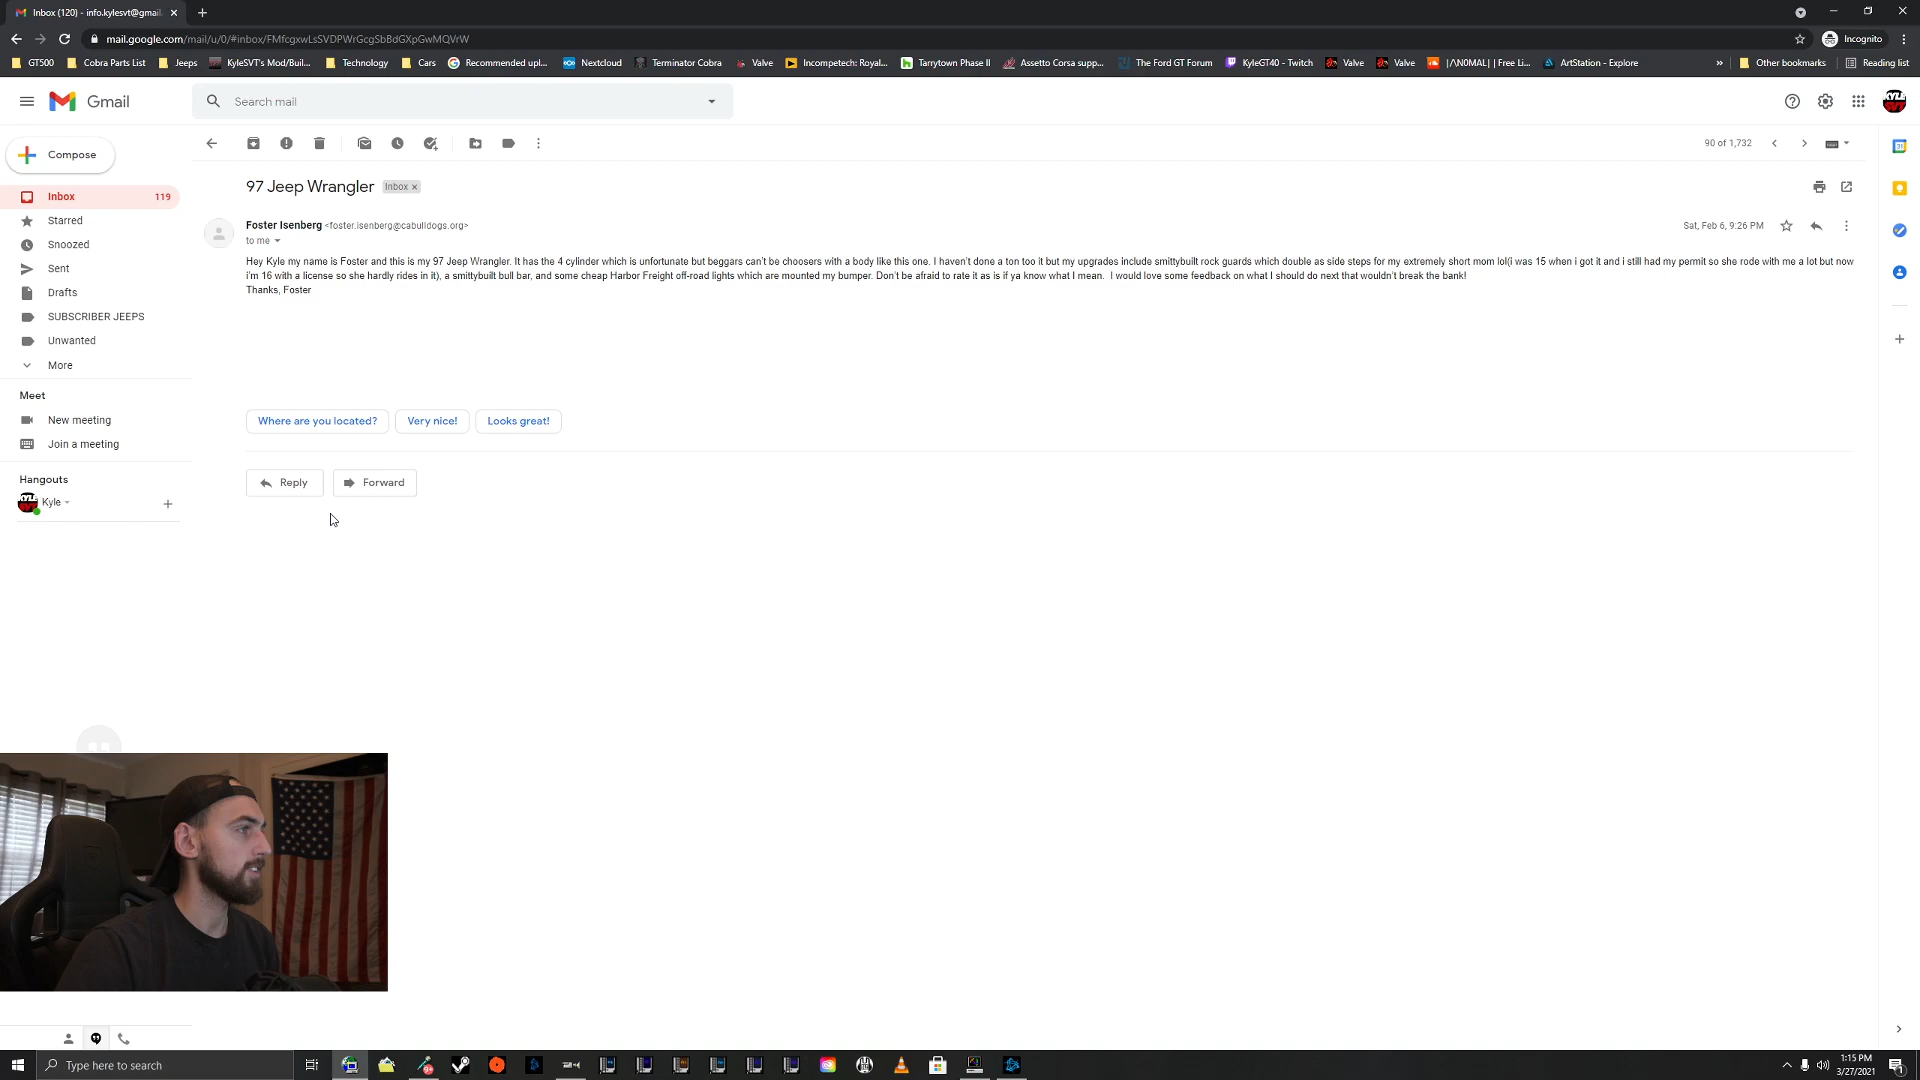 Inbox (120) - info.kylesvt@gmail.
mail.google.com/mail/u/0/#inbox/FMfcgxwLsSVDPWrGcgSbBdGXpGwMQVrW
Incognito
GT500
Cobra Parts List
Jeeps
KyleSVT's Mod/Buil...
Technology
Cars
Recommended upl...
Nextcloud
Terminator Cobra
Valve
Incompetech: Royal...
Tarrytown Phase II
Assetto Corsa supp...
The Ford GT Forum
KyleGT40 - Twitch
Valve
Valve
|/\N0MAL| | Free Li...
ArtStation - Explore
»
Other bookmarks
Reading list
Gmail
Search mail
Compose
90 of 1,732
Inbox 119
Starred
Snoozed
Sent
Drafts
SUBSCRIBER JEEPS
Unwanted
More
Meet
New meeting
Join a meeting
Hangouts
Kyle
97 Jeep Wrangler Inbox x
Foster Isenberg <foster.isenberg@cabulldogs.org>
Sat, Feb 6, 9:26 PM
to me
Hey Kyle my name is Foster and this is my 97 Jeep Wrangler. It has the 4 cylinder which is unfortunate but beggars can't be choosers with a body like this one. I haven't done a ton too it but my upgrades include smittybuilt rock guards which double as side steps for my extremely short mom lol(i was 15 when i got it and i still had my permit so she rode with me a lot but now
i'm 16 with a license so she hardly rides in it), a smittybuilt bull bar, and some cheap Harbor Freight off-road lights which are mounted my bumper. Don't be afraid to rate it as is if ya know what I mean. I would love some feedback on what I should do next that wouldn't break the bank!
Thanks, Foster
Where are you located?
Very nice!
Looks great!
Reply
Forward
Type here to search
1:15 PM
3/27/2021